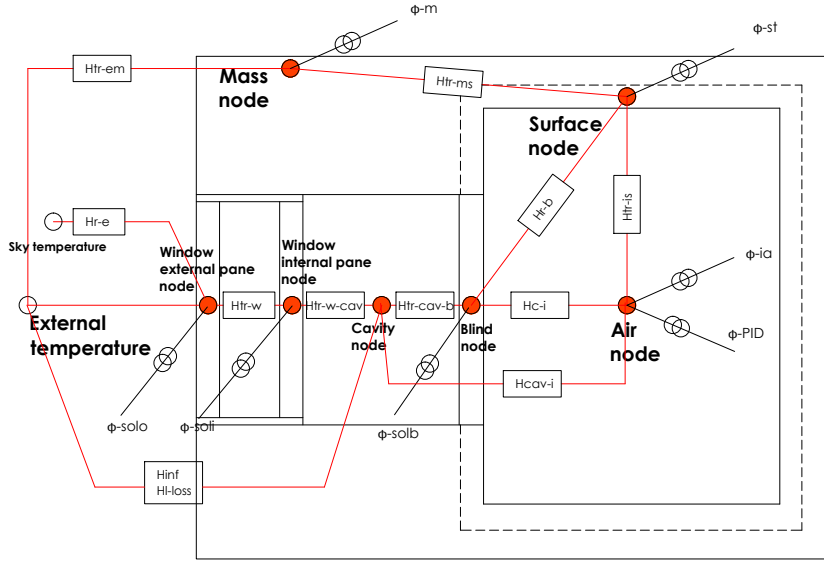 φ-m
φ-st
Htr-em
Mass
node
Htr-ms
Surface
node
Hr-b
Htr-is
Hr-e
Sky temperature
Window
external pane
node
Window
internal pane
node
φ-ia
Htr-w
Htr-w-cav
Htr-cav-b
Hc-i
External
temperature
Cavity
node
Blind
node
Air
node
φ-PID
Hcav-i
φ-solo
φ-soli
φ-solb
Hinf
Hl-loss